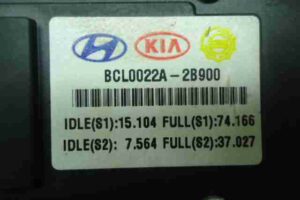 KIA
BCL0022A-2B900
IDLE(S1):15.104 FULL(S1):74.166
IDLE(S2): 7.564 FULL(S2):37.027